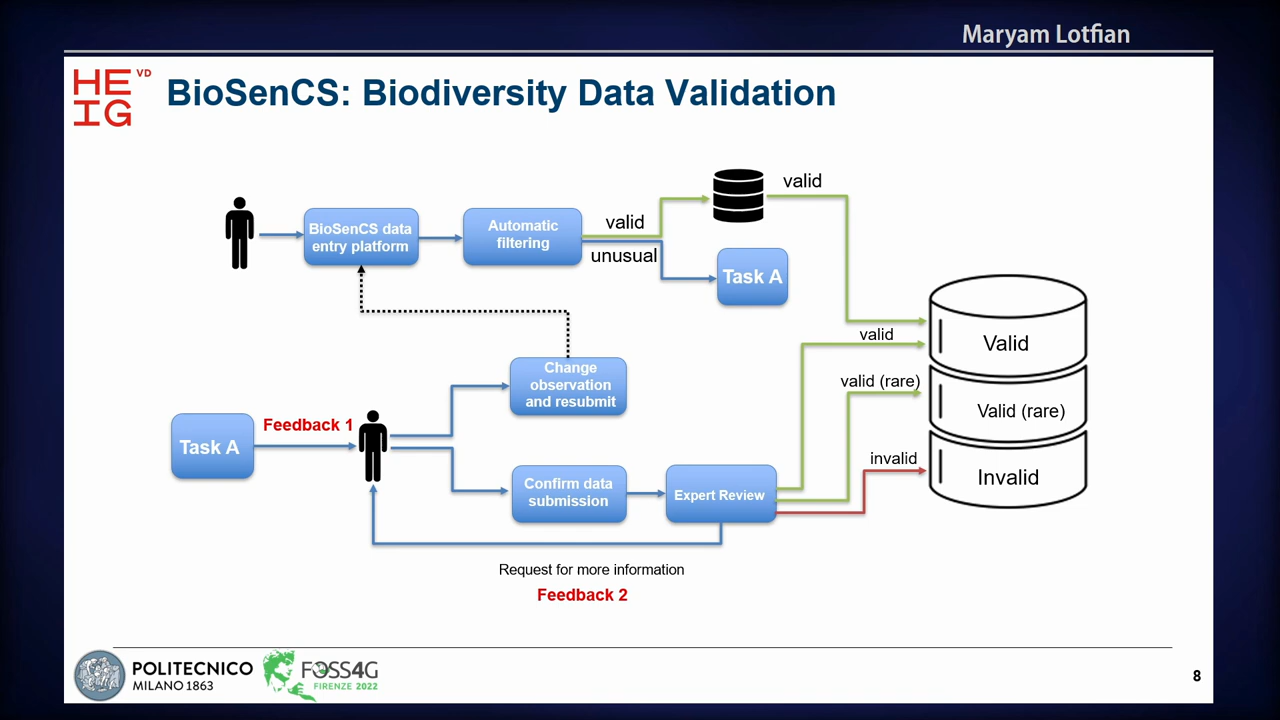 Maryam Lotfian
HE VD
IG
BioSenCS: Biodiversity Data Validation
valid
BioSenCS data
entry platform
Automatic
filtering
valid
unusual
Task A
valid
Valid
valid (rare)
Valid (rare)
invalid
Invalid
Change
observation
and resubmit
Task A
Feedback 1
Confirm data
submission
Expert Review
Request for more information
Feedback 2
POLITECNICO
MILANO 1863
FOSS4G
FIRENZE 2022
8